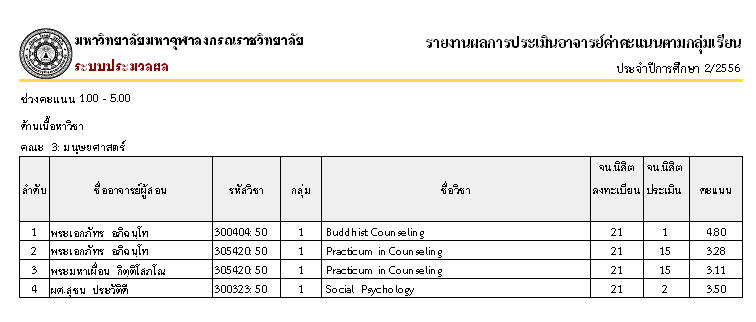 มหาวิทยาลัยมหาจุฬาลงกรณราชวิทยาลัย
รายงานผลการประเมินอาจารย์ค่าคะแนนตามกลุ่มเรียน
ระบบประมวลผล
ประจำปีการศึกษา 2/2556
ช่วงคะแนน 1.00 - 5.00
ด้านเนื้อหาวิชา
คณะ 3: มนุษยศาสตร์
ลำดับ ชื่ออาจารย์ผู้สอน รหัสวิชา กลุ่ม ชื่อวิชา จน.นิสิตลงทะเบียน จน.นิสิตประเมิน คะแนน
1 พระเอกภัทร อภิฉนฺโท 300404: 50 1 Buddhist Counseling 21 1 4.80
2 พระเอกภัทร อภิฉนฺโท 305420: 50 1 Practicum in Counseling 21 15 3.28
3 พระมหาเผื่อน กิตฺติโสภโณ 305420: 50 1 Practicum in Counseling 21 15 3.11
4 ผศ.สุชน ประวัติดี 300323: 50 1 Social Psychology 21 2 3.50